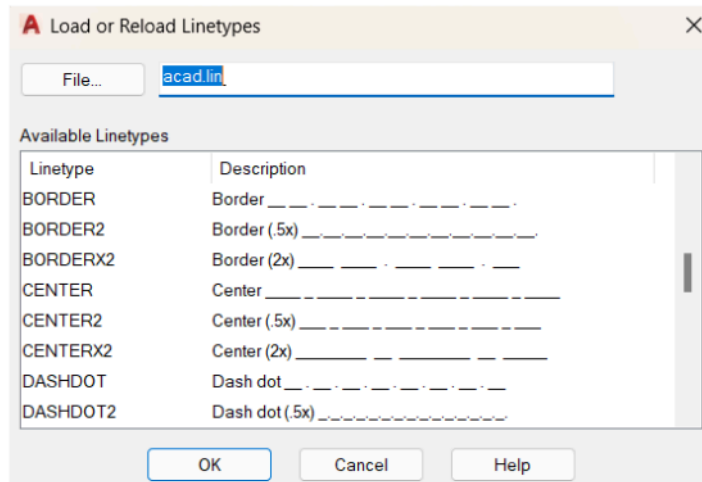 Load or Reload Linetypes
File... acad.lin
Available Linetypes
Linetype Description
BORDER Border __ __ . __ __ . __ __ . __ __ . __ __ .
BORDER2 Border (.5x) __.__.__.__.__.__.__.__.__.__.__.
BORDERX2 Border (2x) ____ ____ . ____ ____ . ___
CENTER Center ____ _ ____ _ ____ _ ____ _ ____ _ ____
CENTER2 Center (.5x) ___ _ ___ _ ___ _ ___ _ ___ _ ___
CENTERX2 Center (2x) ________ __ ________ __ _____
DASHDOT Dash dot __ . __ . __ . __ . __ . __ . __ . __
DASHDOT2 Dash dot (.5x) _._._._._._._._._._._._._._._.
OK Cancel Help